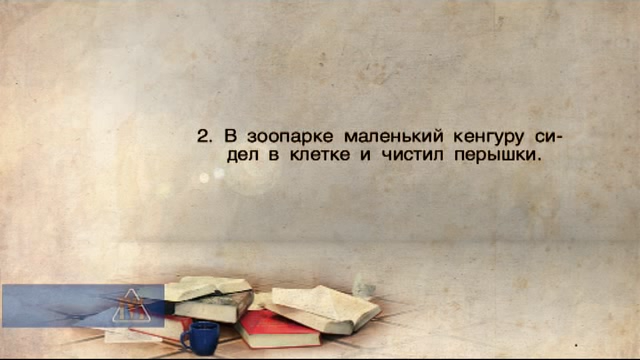 2. В зоопарке маленький кенгуру си-
дел в клетке и чистил перышки.